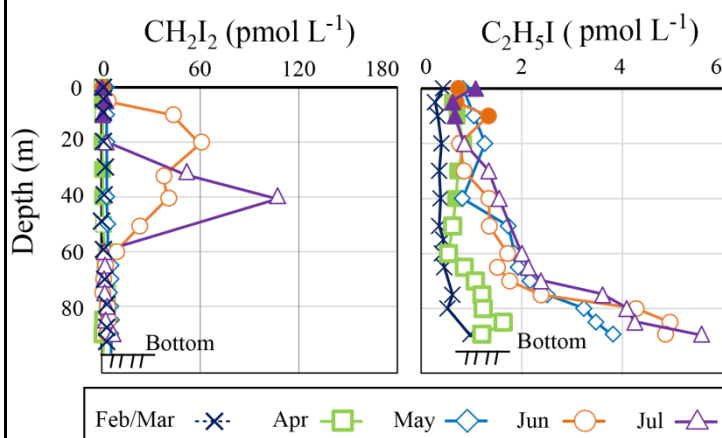 CH₂I₂ (pmol L⁻¹)
C₂H₅I ( pmol L⁻¹)
0 60 120 180
0 2 4 6
Depth (m)
0
20
40
60
80
Bottom
Bottom
Feb/Mar Apr May Jun Jul